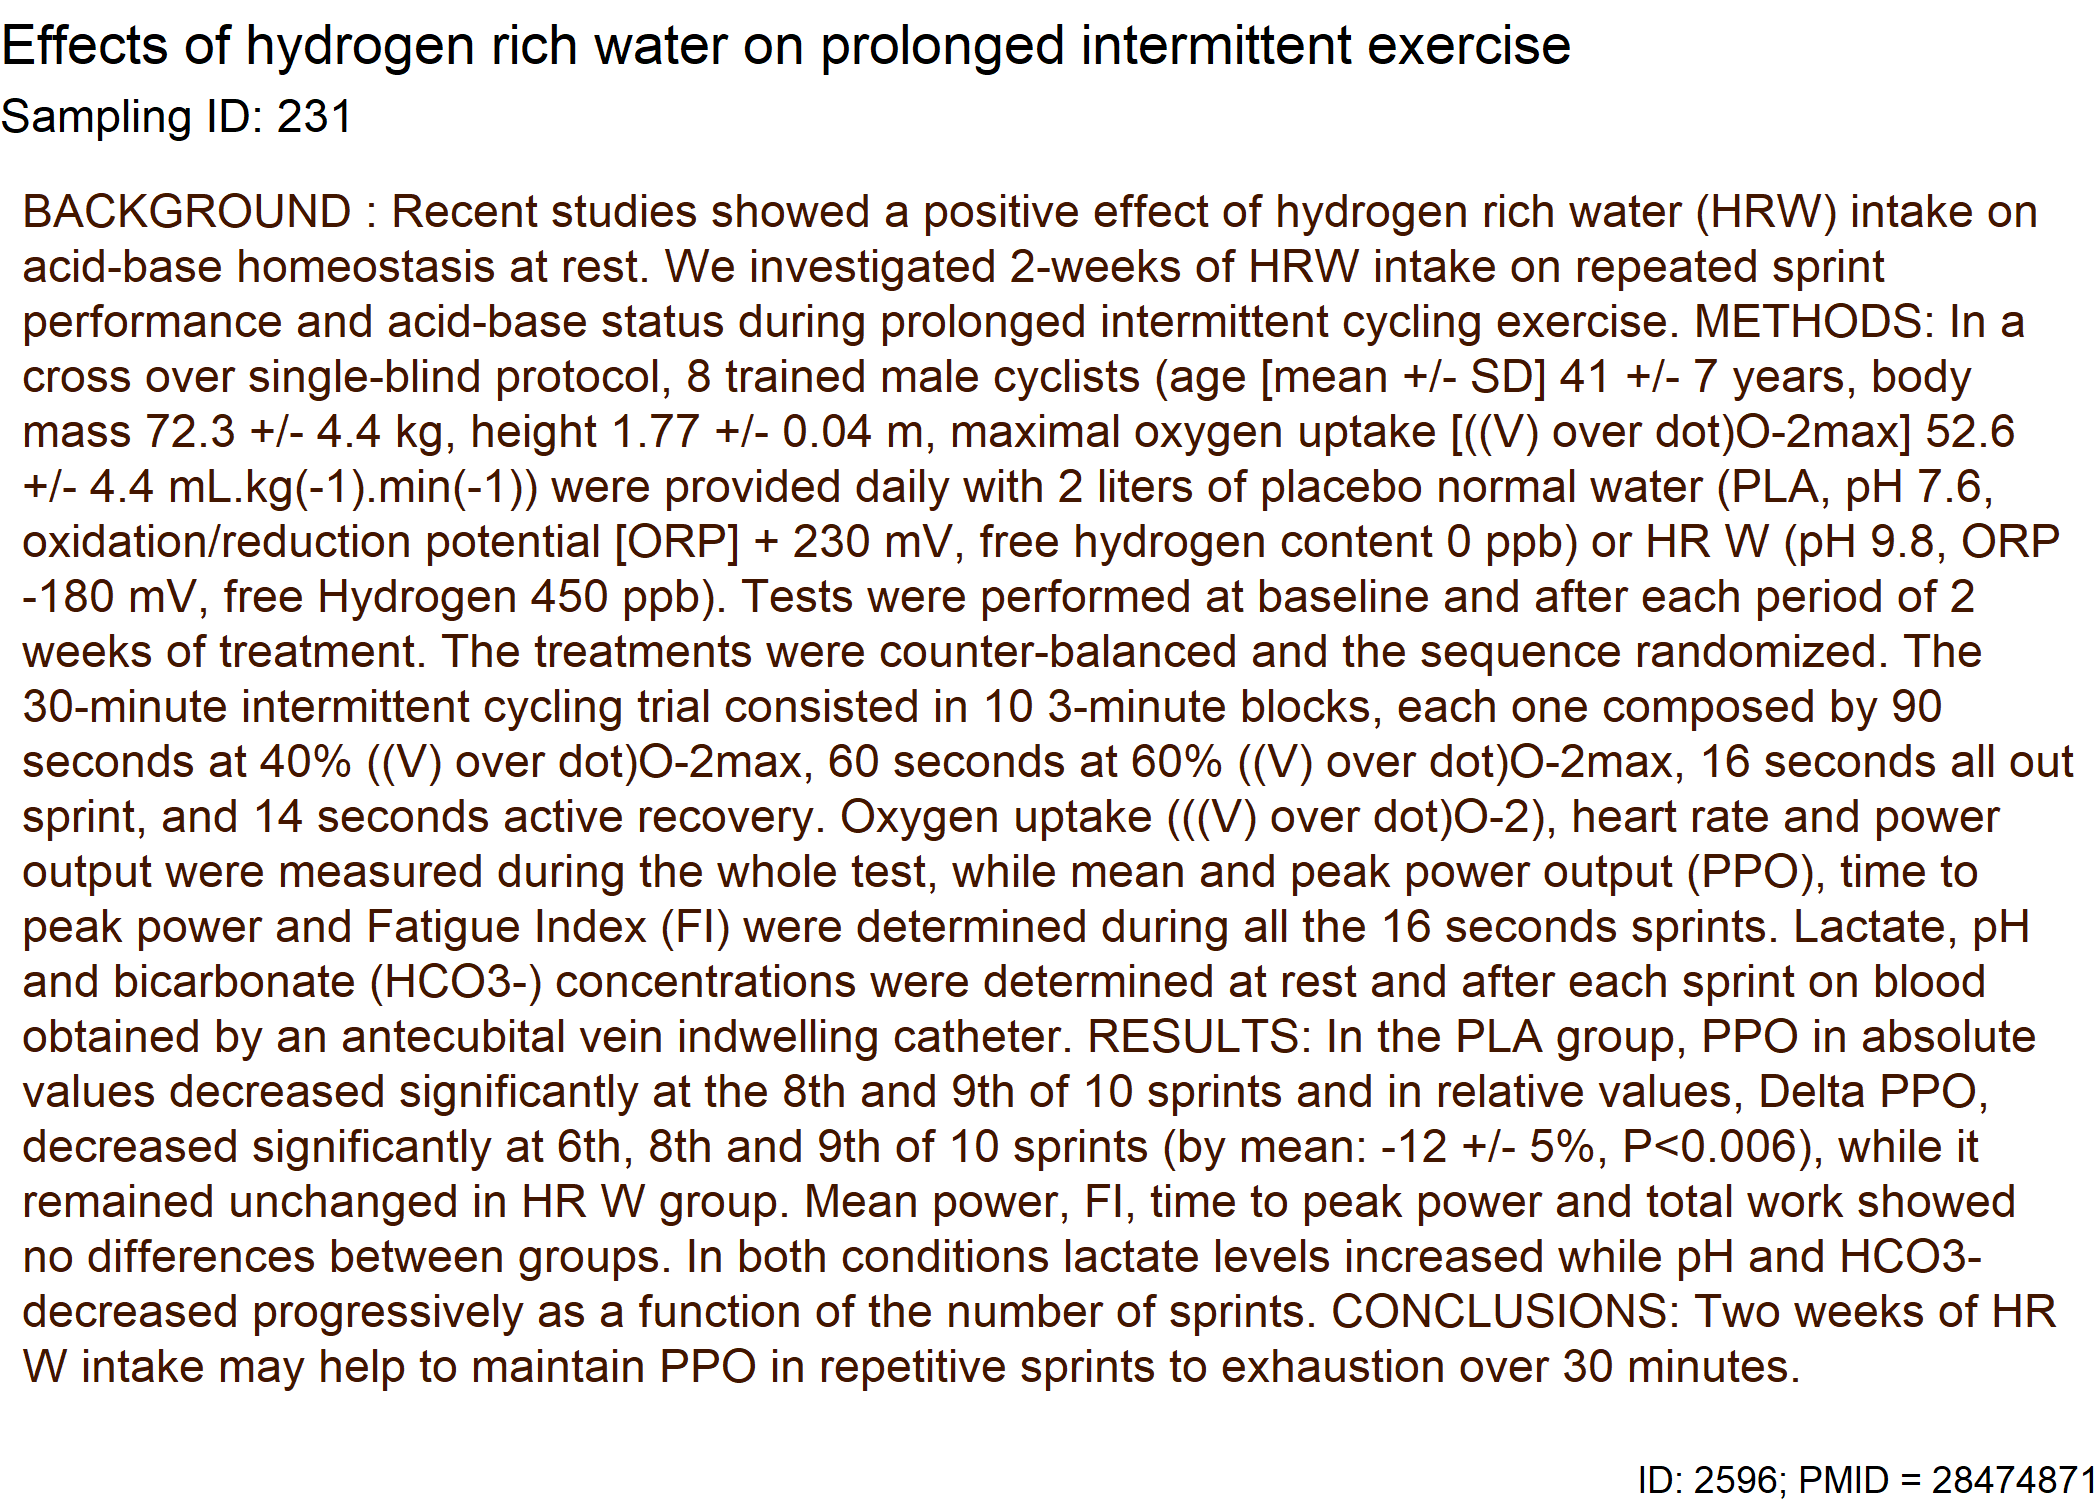 Effects of hydrogen rich water on prolonged intermittent exercise
Sampling ID: 231
BACKGROUND : Recent studies showed a positive effect of hydrogen rich water (HRW) intake on
acid-base homeostasis at rest. We investigated 2-weeks of HRW intake on repeated sprint
performance and acid-base status during prolonged intermittent cycling exercise. METHODS: In a
cross over single-blind protocol, 8 trained male cyclists (age [mean +/- SD] 41 +/- 7 years, body
mass 72.3 +/- 4.4 kg, height 1.77 +/- 0.04 m, maximal oxygen uptake [((V) over dot)O-2max] 52.6
+/- 4.4 mL.kg(-1).min(-1)) were provided daily with 2 liters of placebo normal water (PLA, pH 7.6,
oxidation/reduction potential [ORP] + 230 mV, free hydrogen content 0 ppb) or HR W (pH 9.8, ORP
-180 mV, free Hydrogen 450 ppb). Tests were performed at baseline and after each period of 2
weeks of treatment. The treatments were counter-balanced and the sequence randomized. The
30-minute intermittent cycling trial consisted in 10 3-minute blocks, each one composed by 90
seconds at 40% ((V) over dot)O-2max, 60 seconds at 60% ((V) over dot)O-2max, 16 seconds all out
sprint, and 14 seconds active recovery. Oxygen uptake (((V) over dot)O-2), heart rate and power
output were measured during the whole test, while mean and peak power output (PPO), time to
peak power and Fatigue Index (FI) were determined during all the 16 seconds sprints. Lactate, pH
and bicarbonate (HCO3-) concentrations were determined at rest and after each sprint on blood
obtained by an antecubital vein indwelling catheter. RESULTS: In the PLA group, PPO in absolute
values decreased significantly at the 8th and 9th of 10 sprints and in relative values, Delta PPO,
decreased significantly at 6th, 8th and 9th of 10 sprints (by mean: -12 +/- 5%, P<0.006), while it
remained unchanged in HR W group. Mean power, FI, time to peak power and total work showed
no differences between groups. In both conditions lactate levels increased while pH and HCO3-
decreased progressively as a function of the number of sprints. CONCLUSIONS: Two weeks of HR
W intake may help to maintain PPO in repetitive sprints to exhaustion over 30 minutes.
ID: 2596; PMID = 28474871